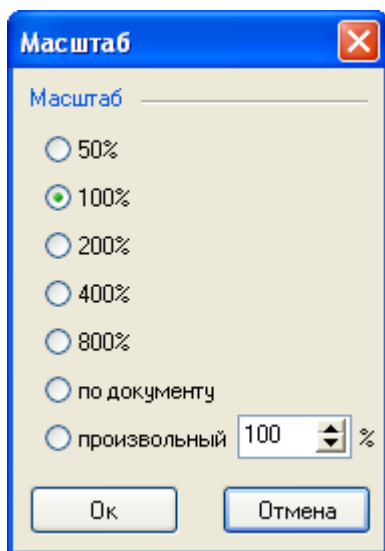 Масштаб
Масштаб
50%
100%
200%
400%
800%
по документу
произвольный 100 %
Ок Отмена